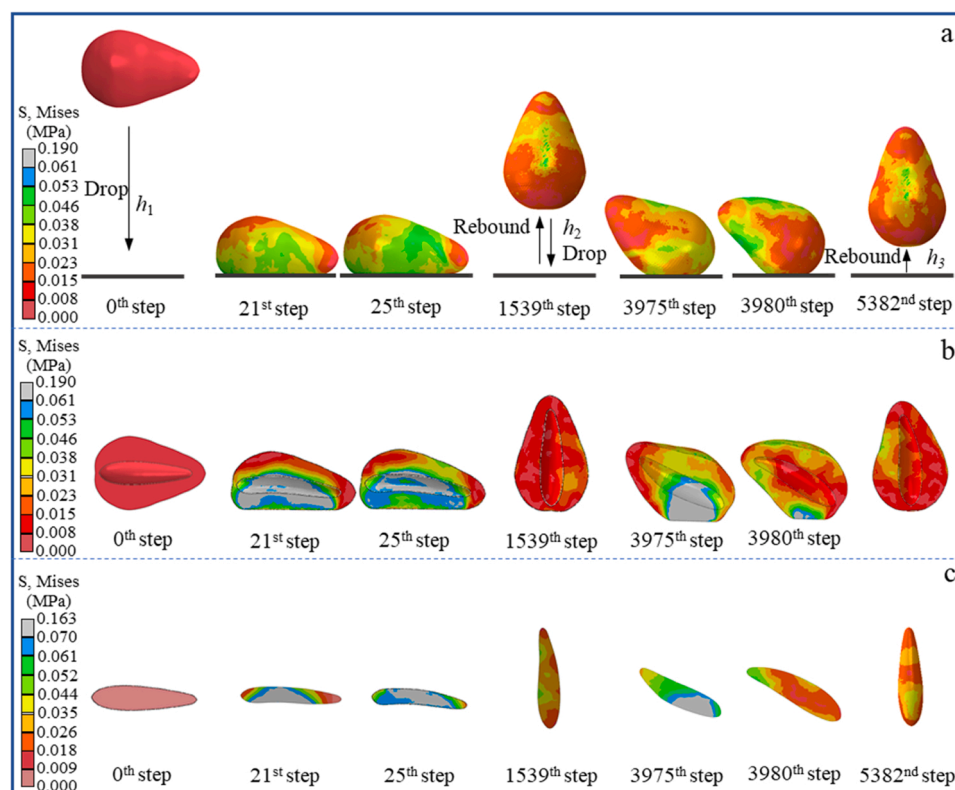 a
S, Mises
(MPa)
0.190
0.061
0.053
0.046
0.038
0.031
0.023
0.015
0.008
0.000
Drop
h1
Rebound
h2
Drop
Rebound
h3
0th step
21st step
25th step
1539th step
3975th step
3980th step
5382nd step
b
S, Mises
(MPa)
0.190
0.061
0.053
0.046
0.038
0.031
0.023
0.015
0.008
0.000
0th step
21st step
25th step
1539th step
3975th step
3980th step
5382nd step
c
S, Mises
(MPa)
0.163
0.070
0.061
0.052
0.044
0.035
0.026
0.018
0.009
0.000
0th step
21st step
25th step
1539th step
3975th step
3980th step
5382nd step